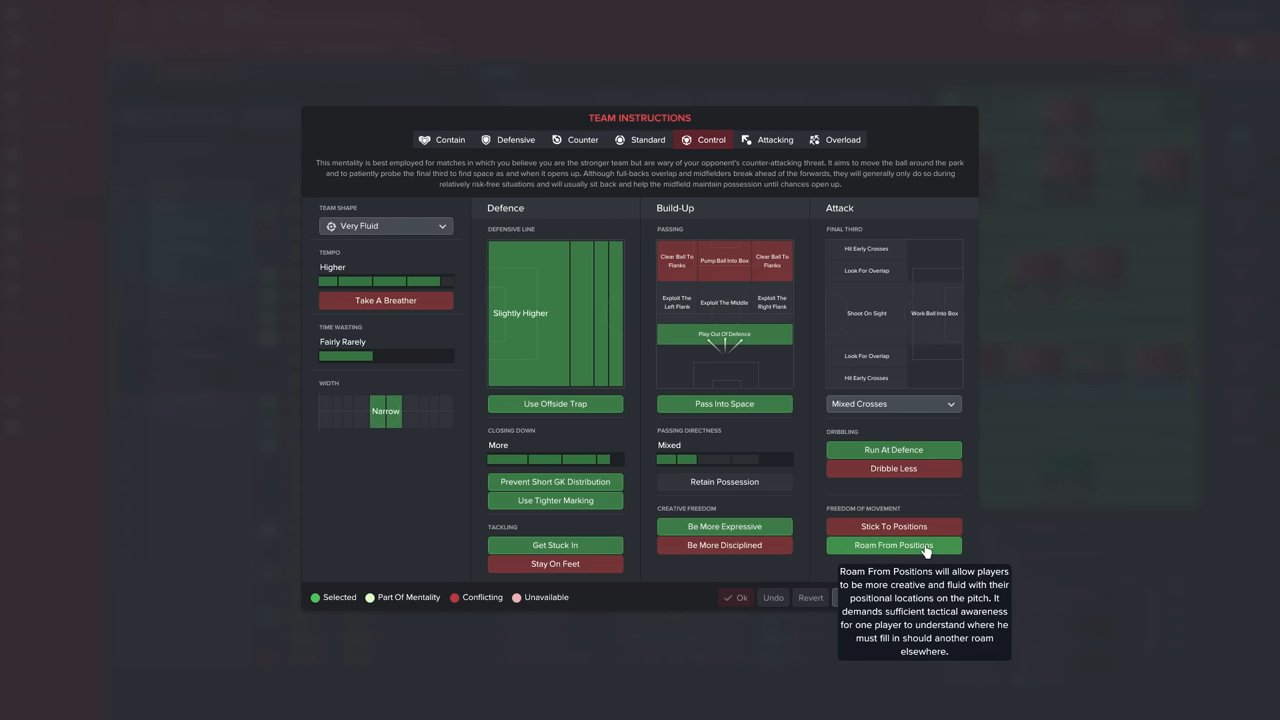 TEAM INSTRUCTIONS
Contain
Defensive
Counter
Standard
Control
Attacking
Overload
This mentality is best employed for matches in which you believe you are the stronger team but are wary of your opponent's counter-attacking threat. It aims to move the ball around the park
and to patiently probe the final third to find space as and when it opens up. Although full-backs overlap and midfielders break ahead of the forwards, they will generally only do so during
relatively risk-free situations and will usually sit back and help the midfield maintain possession until chances open up.
TEAM SHAPE
Very Fluid
TEMPO
Higher
Take A Breather
TIME WASTING
Fairly Rarely
WIDTH
Narrow
Defence
DEFENSIVE LINE
Slightly Higher
Use Offside Trap
CLOSING DOWN
More
Prevent Short GK Distribution
Use Tighter Marking
TACKLING
Get Stuck In
Stay On Feet
Build-Up
PASSING
Clear Ball To
Flanks
Pump Ball Into Box
Clear Ball To
Flanks
Exploit The
Left Flank
Exploit The Middle
Exploit The
Right Flank
Play Out Of Defence
Pass Into Space
PASSING DIRECTNESS
Mixed
Retain Possession
CREATIVE FREEDOM
Be More Expressive
Be More Disciplined
Attack
FINAL THIRD
Hit Early Crosses
Look For Overlap
Shoot On Sight
Work Ball Into Box
Look For Overlap
Hit Early Crosses
Mixed Crosses
DRIBBLING
Run At Defence
Dribble Less
FREEDOM OF MOVEMENT
Stick To Positions
Roam From Positions
Roam From Positions will allow players
to be more creative and fluid with their
positional locations on the pitch. It
demands sufficient tactical awareness
for one player to understand where he
must fill in should another roam
elsewhere.
Selected
Part Of Mentality
Conflicting
Unavailable
Ok
Undo
Revert